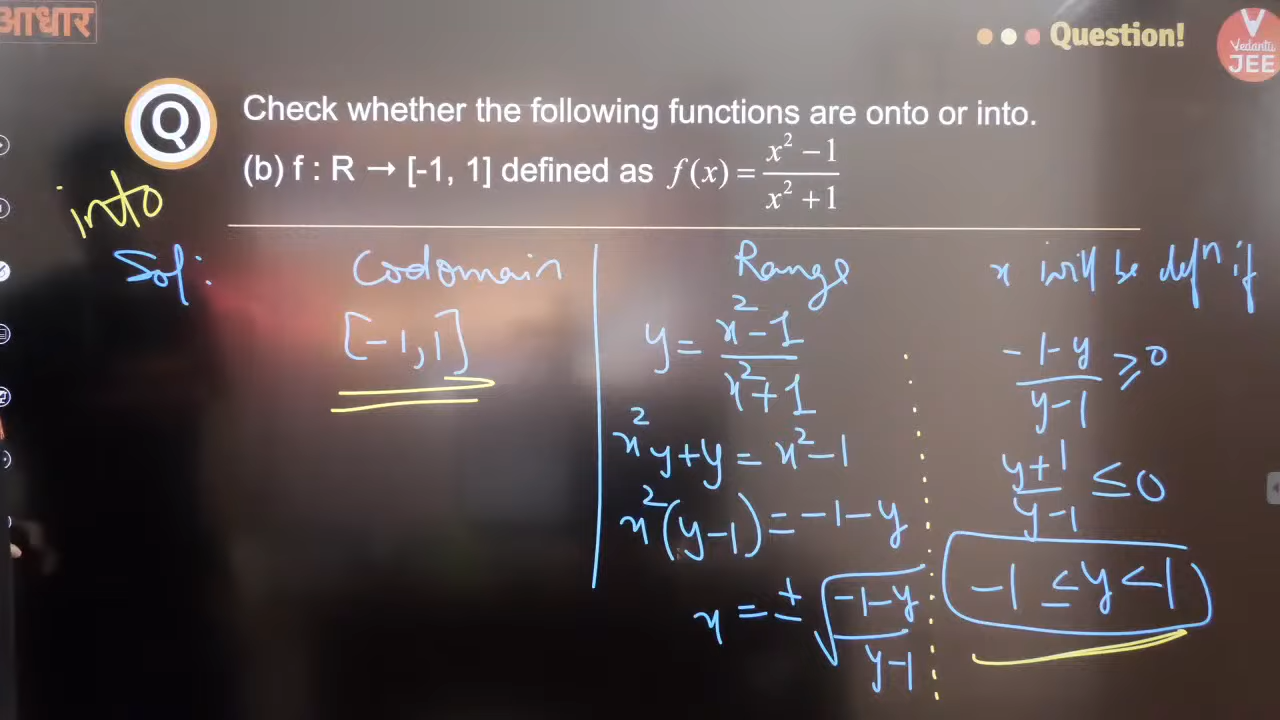 आधार
Question!
Vedantu
JEE
Q
Check whether the following functions are onto or into.
(b) f : R → [-1, 1] defined as f(x) = (x² − 1)/(x² + 1)
into
Sol:
Codomain
[-1, 1]
Range
y = (x² - 1)/(x² + 1)
x²y + y = x² - 1
x²(y - 1) = -1 - y
x = ± √((-1 - y)/(y - 1))
x will be defⁿ if
(-1 - y)/(y - 1) ≥ 0
(y + 1)/(y - 1) ≤ 0
-1 ≤ y < 1